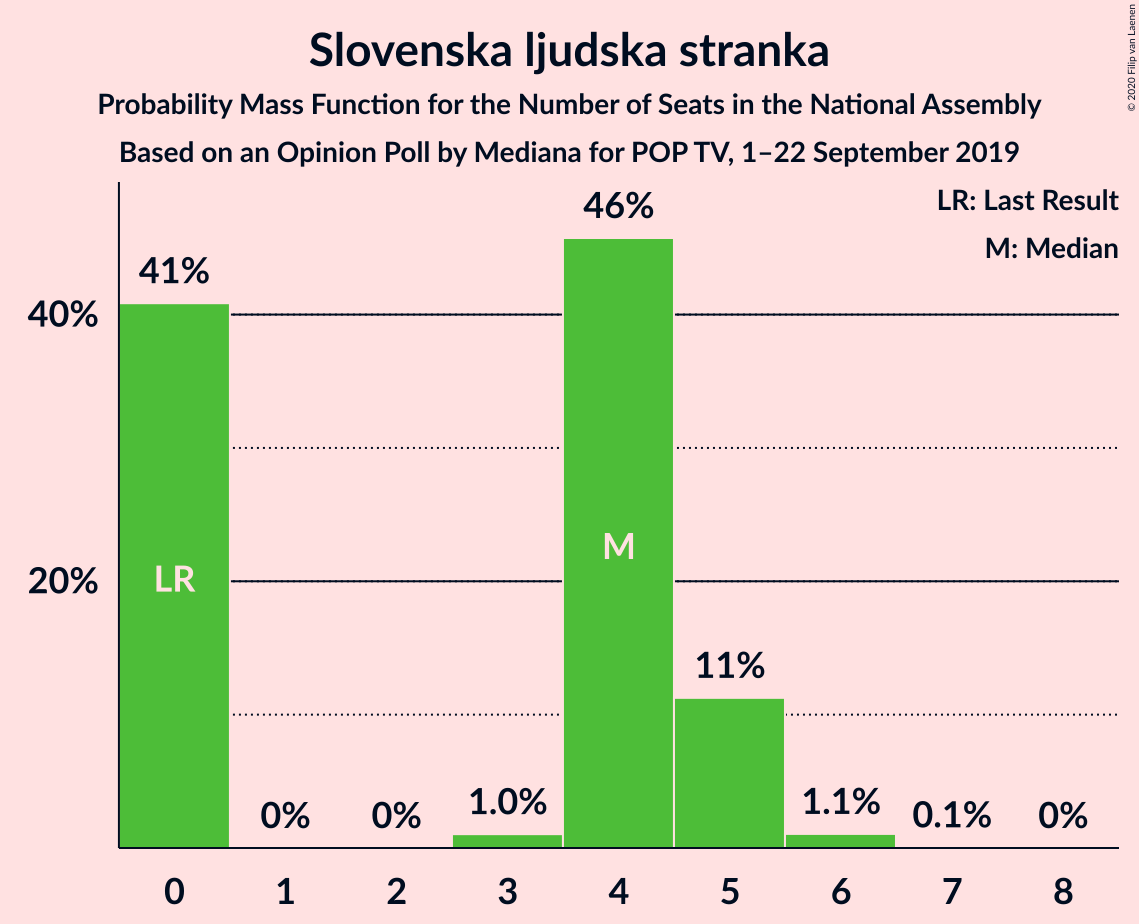 Slovenska ljudska stranka
Probability Mass Function for the Number of Seats in the National Assembly
Based on an Opinion Poll by Mediana for POP TV, 1–22 September 2019
© 2020 Filip van Laenen
LR: Last Result
M: Median
40%
20%
41%
0%
0%
1.0%
46%
11%
1.1%
0.1%
0%
LR
M
0 1 2 3 4 5 6 7 8